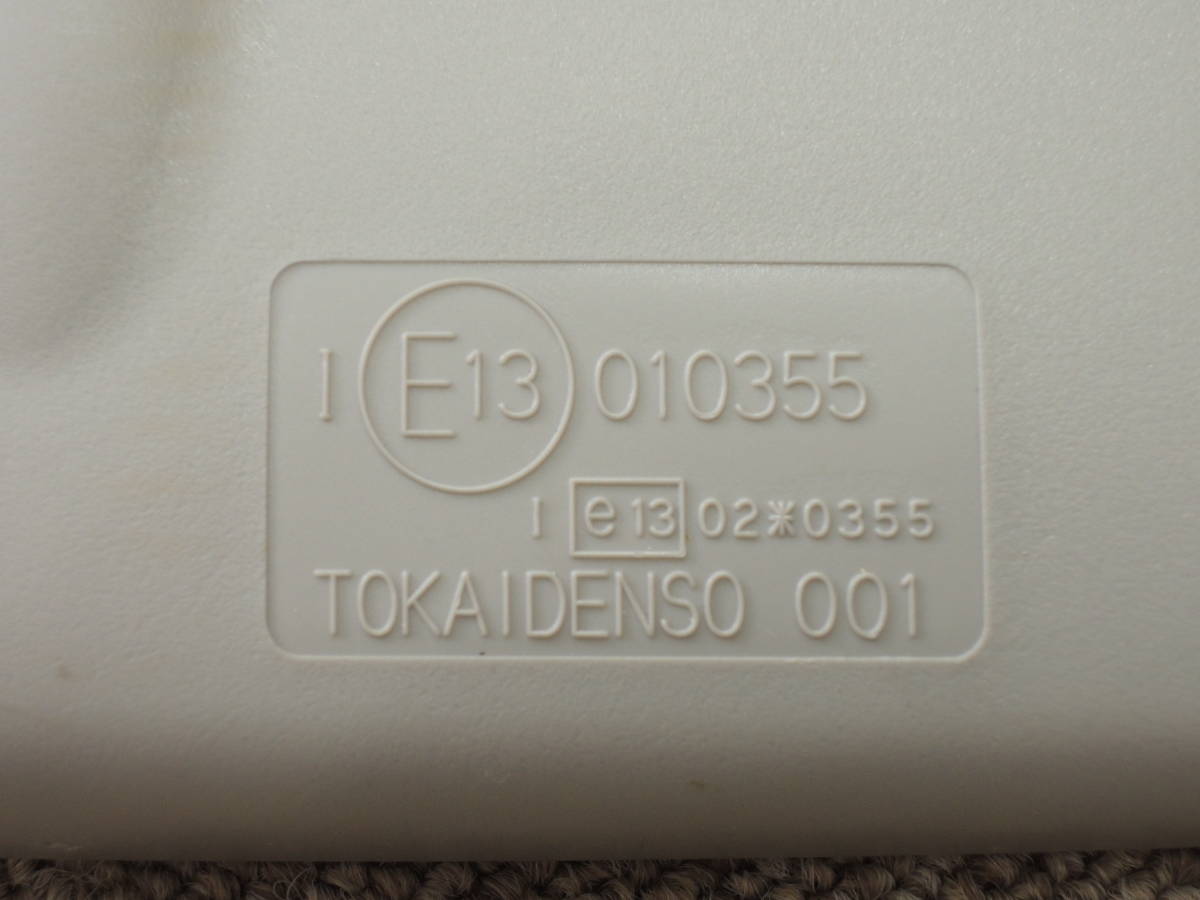 I E13 010355
I e13 02※0355
TOKAIDENSO 001